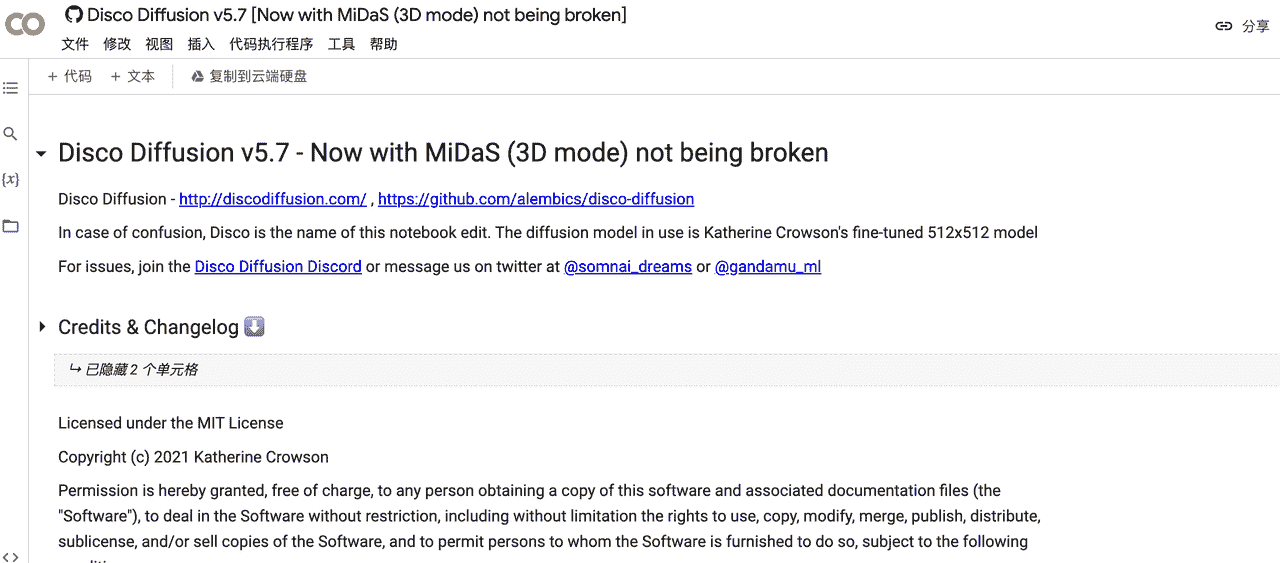 Disco Diffusion v5.7 [Now with MiDaS (3D mode) not being broken]
文件 修改 视图 插入 代码执行程序 工具 帮助
分享
+ 代码 + 文本 复制到云端硬盘
Disco Diffusion v5.7 - Now with MiDaS (3D mode) not being broken
Disco Diffusion - http://discodiffusion.com/ , https://github.com/alembics/disco-diffusion
In case of confusion, Disco is the name of this notebook edit. The diffusion model in use is Katherine Crowson's fine-tuned 512x512 model
For issues, join the Disco Diffusion Discord or message us on twitter at @somnai_dreams or @gandamu_ml
Credits & Changelog ⬇️
↳ 已隐藏 2 个单元格
Licensed under the MIT License
Copyright (c) 2021 Katherine Crowson
Permission is hereby granted, free of charge, to any person obtaining a copy of this software and associated documentation files (the
"Software"), to deal in the Software without restriction, including without limitation the rights to use, copy, modify, merge, publish, distribute,
sublicense, and/or sell copies of the Software, and to permit persons to whom the Software is furnished to do so, subject to the following